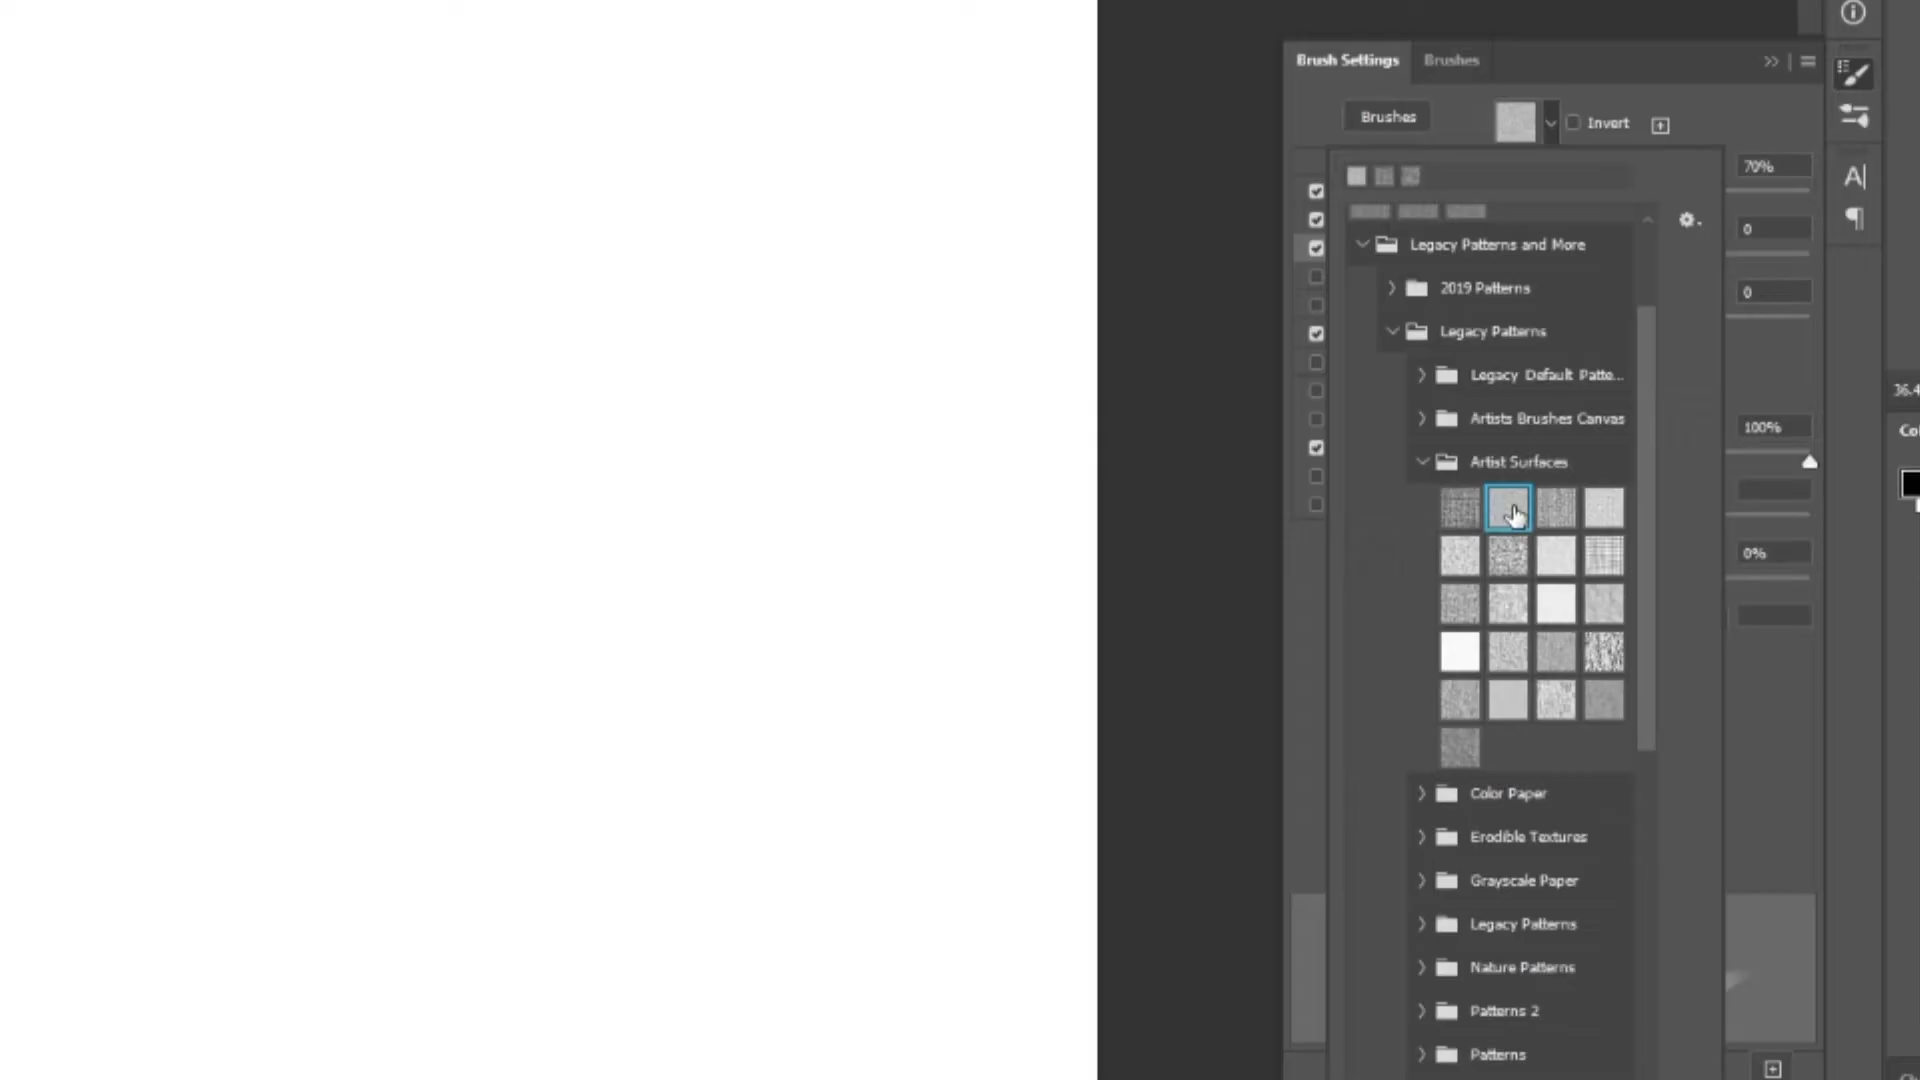 Brush Settings Brushes
Brushes Invert
70%
0
Legacy Patterns and More
2019 Patterns
0
Legacy Patterns
Legacy Default Patte...
36.4
Artists Brushes Canvas
100%
Artist Surfaces
0%
Color Paper
Erodible Textures
Grayscale Paper
Legacy Patterns
Nature Patterns
Patterns 2
Patterns